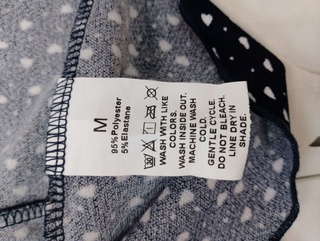 M
95%Polyester
5%Elastane
WASH WITH LIKE
COLORS.
WASH INSIDE OUT.
MACHINE WASH
COLD.
GENTLE CYCLE.
DO NOT BLEACH.
LINE DRY IN
SHADE.